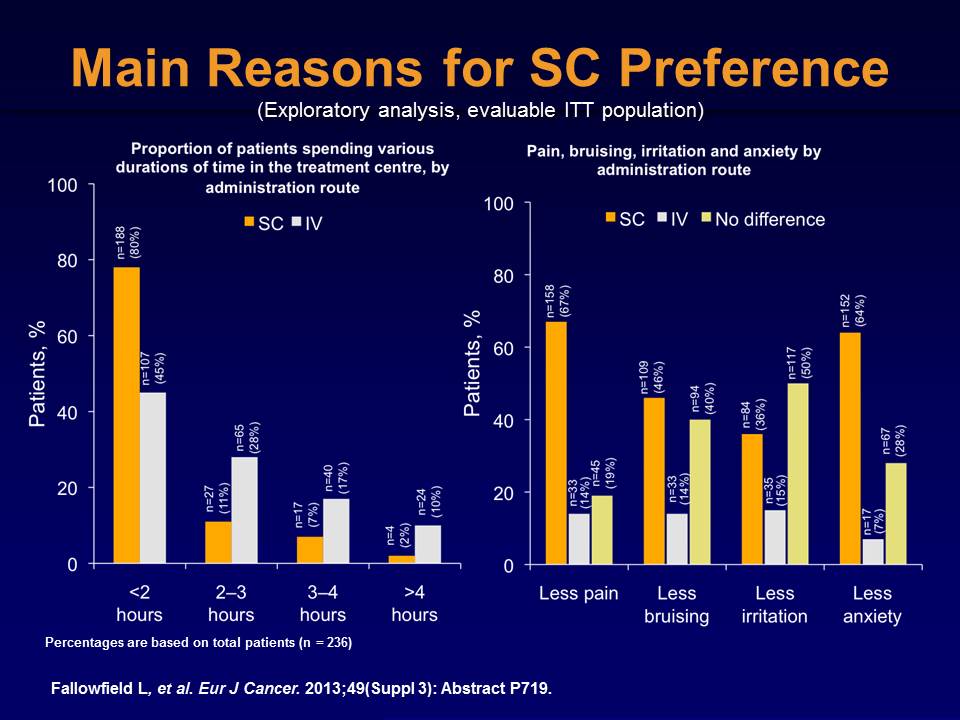 Main Reasons for SC Preference
(Exploratory analysis, evaluable ITT population)
Proportion of patients spending various
durations of time in the treatment centre, by
administration route
SC IV
Patients, %
100
80
60
40
20
0
n=188
(80%)
n=107
(45%)
n=27
(11%)
n=65
(28%)
n=17
(7%)
n=40
(17%)
n=4
(2%)
n=24
(10%)
<2
hours
2–3
hours
3–4
hours
>4
hours
Percentages are based on total patients (n = 236)
Pain, bruising, irritation and anxiety by
administration route
SC IV No difference
Patients, %
100
80
60
40
20
0
n=158
(67%)
n=33
(14%)
n=45
(19%)
n=109
(46%)
n=33
(14%)
n=94
(40%)
n=84
(36%)
n=35
(15%)
n=117
(50%)
n=152
(64%)
n=17
(7%)
n=67
(28%)
Less pain
Less
bruising
Less
irritation
Less
anxiety
Fallowfield L, et al. Eur J Cancer. 2013;49(Suppl 3): Abstract P719.